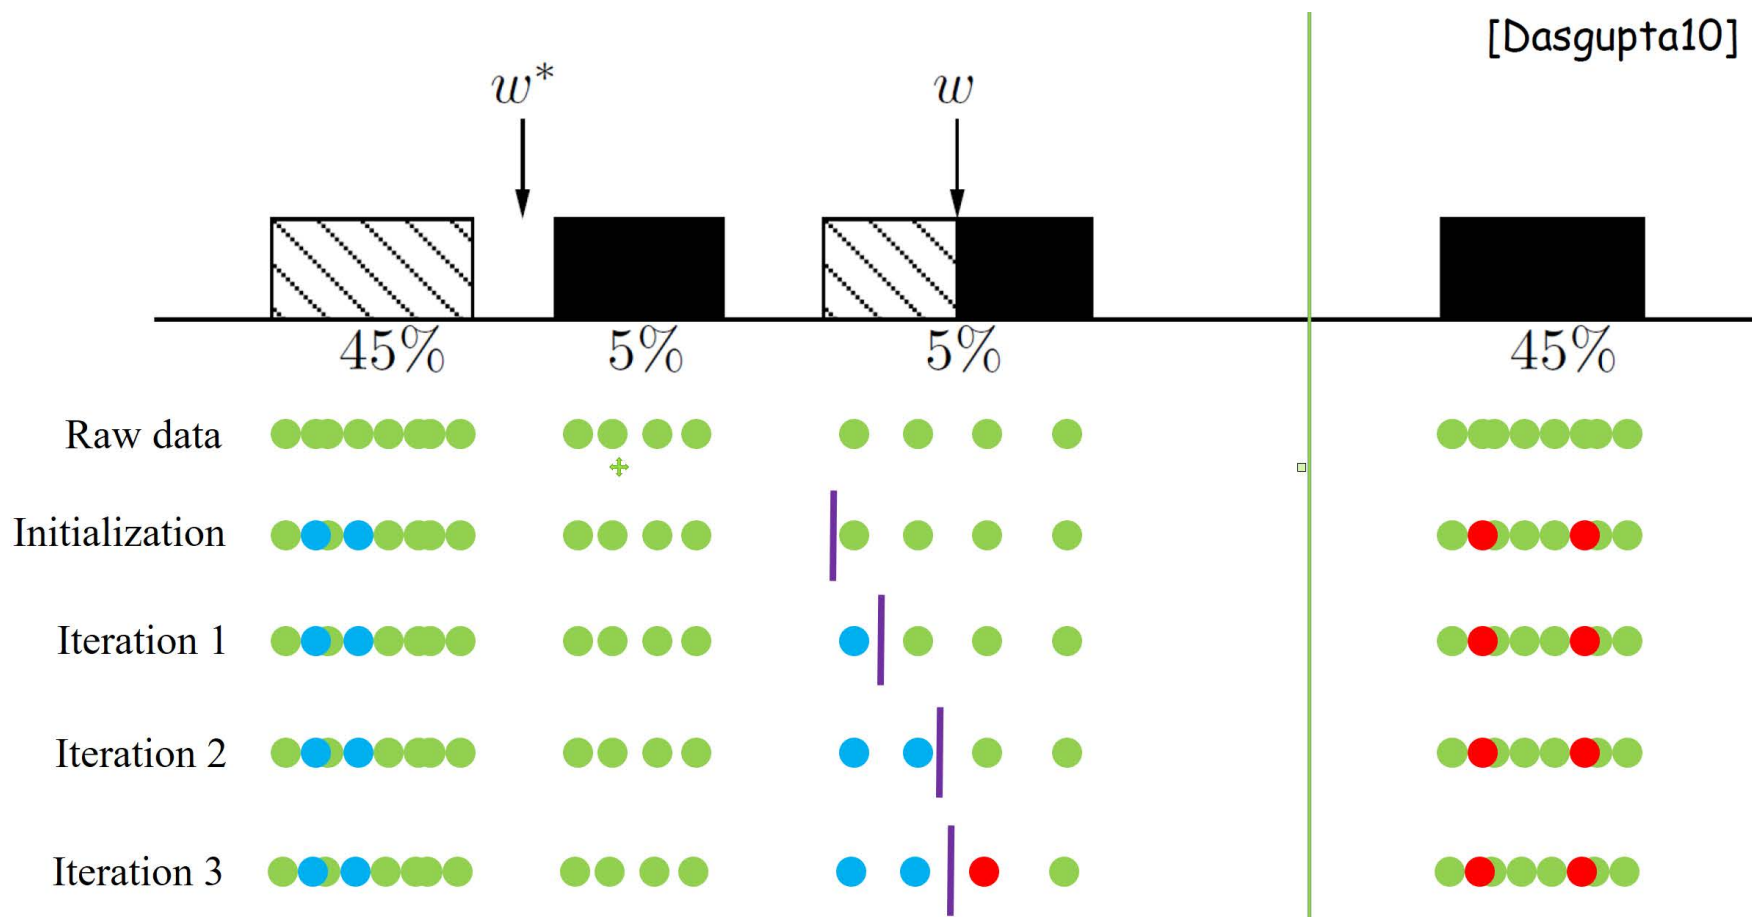 [Dasgupta10]
w* w
45% 5% 5% 45%
Raw data
Initialization
Iteration 1
Iteration 2
Iteration 3